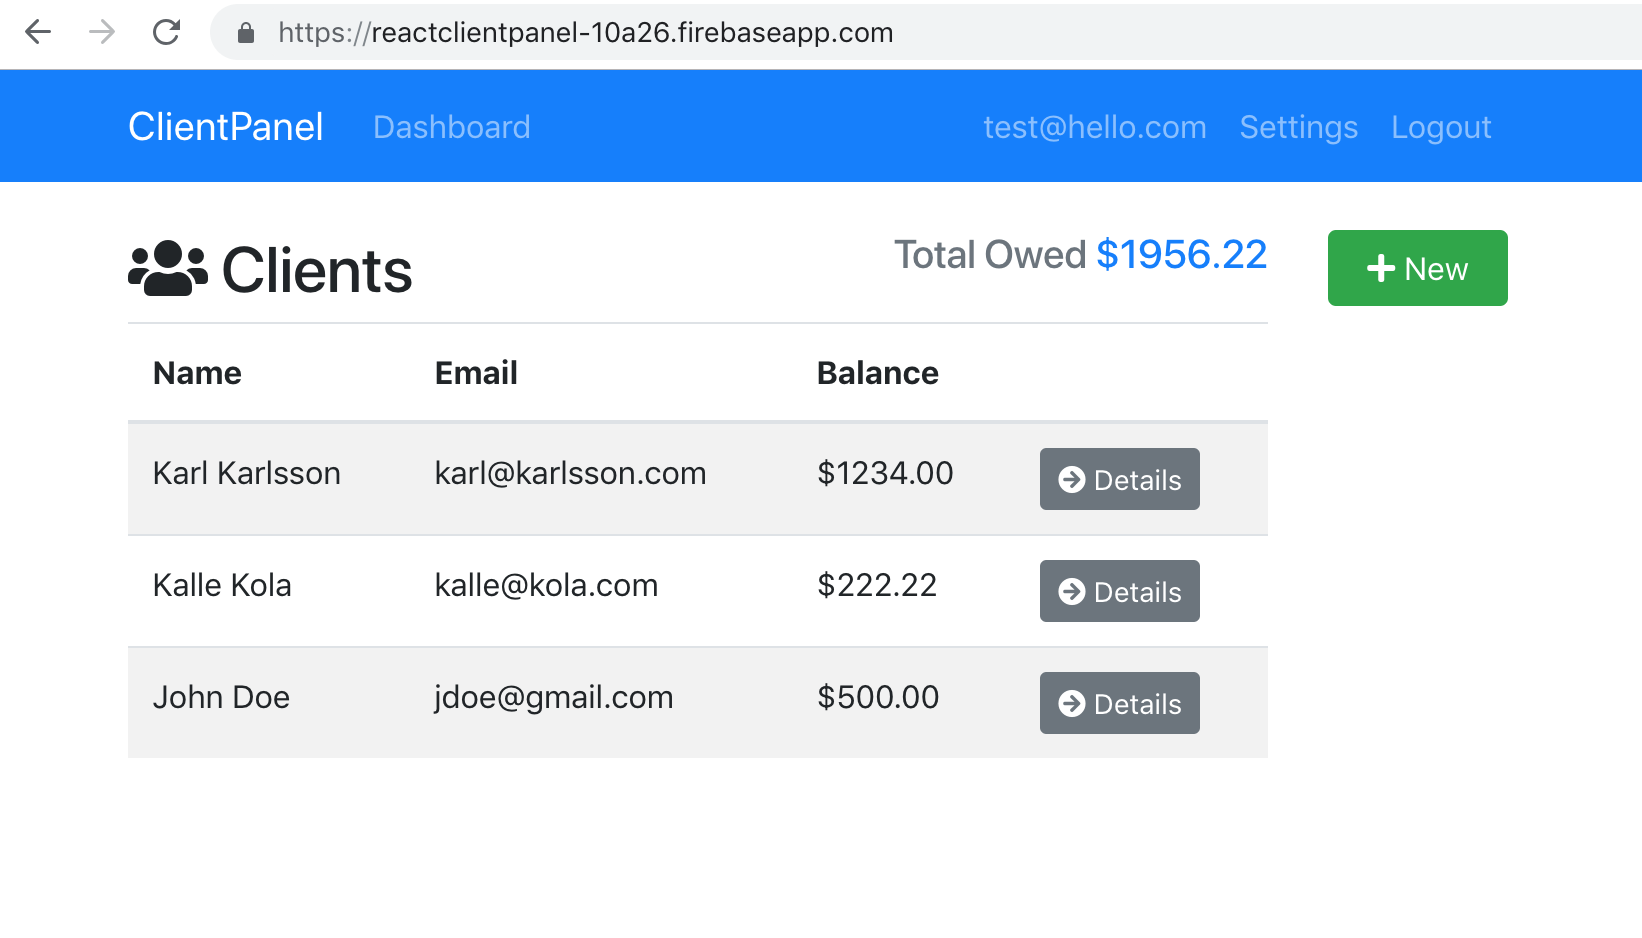 https://reactclientpanel-10a26.firebaseapp.com
ClientPanel Dashboard test@hello.com Settings Logout
Clients Total Owed $1956.22 New
Name Email Balance
Karl Karlsson karl@karlsson.com $1234.00 Details
Kalle Kola kalle@kola.com $222.22 Details
John Doe jdoe@gmail.com $500.00 Details